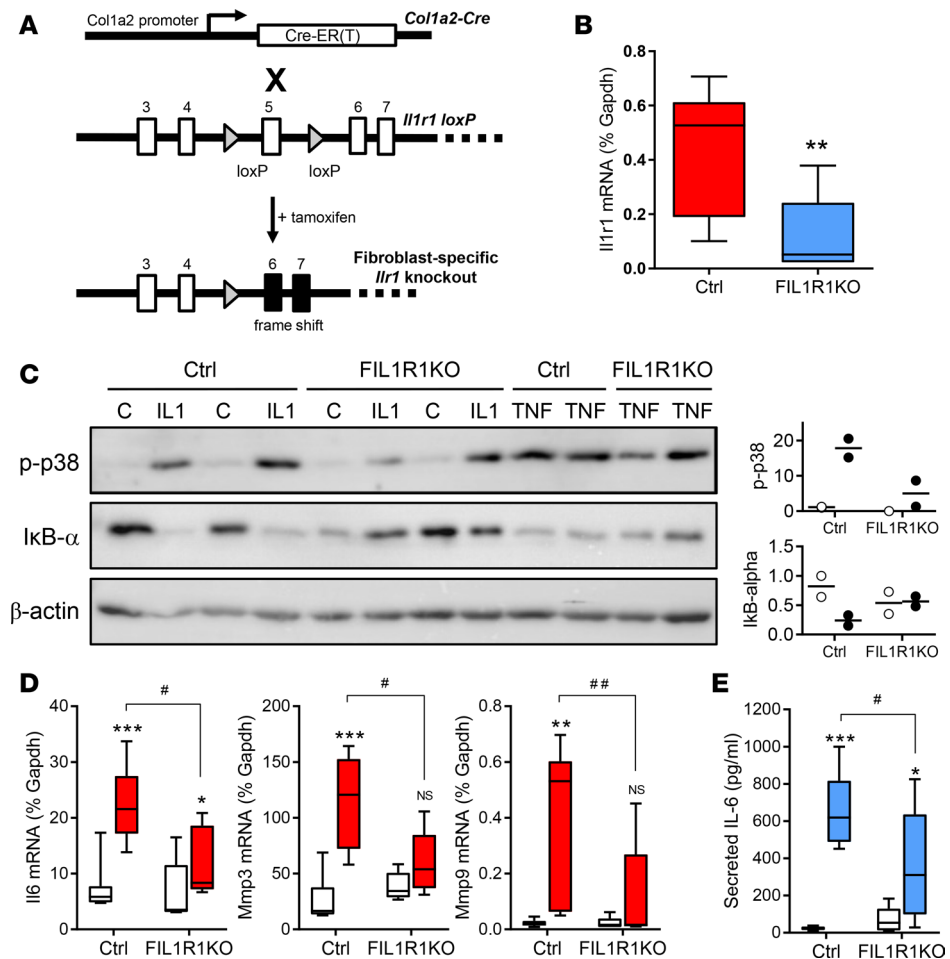 A
Col1a2 promoter
Col1a2-Cre
Cre-ER(T)
X
3 4 5 6 7
Il1r1 loxP
loxP loxP
+ tamoxifen
3 4 6 7
Fibroblast-specific
Ilr1 knockout
frame shift
B
Il1r1 mRNA (% Gapdh)
0.8
0.6
0.4
0.2
0.0
**
Ctrl FIL1R1KO
C
Ctrl FIL1R1KO Ctrl FIL1R1KO
C IL1 C IL1 C IL1 C IL1 TNF TNF TNF TNF
p-p38
IκB-α
β-actin
p-p38
20
10
0
Ctrl FIL1R1KO
IkB-alpha
1.5
1.0
0.5
0.0
Ctrl FIL1R1KO
D
Il6 mRNA (% Gapdh)
40
30
20
10
0
#
***
*
Ctrl FIL1R1KO
Mmp3 mRNA (% Gapdh)
200
150
100
50
0
#
***
NS
Ctrl FIL1R1KO
Mmp9 mRNA (% Gapdh)
0.8
0.6
0.4
0.2
0.0
##
**
NS
Ctrl FIL1R1KO
E
Secreted IL-6 (pg/ml)
1200
1000
800
600
400
200
0
#
***
*
Ctrl FIL1R1KO